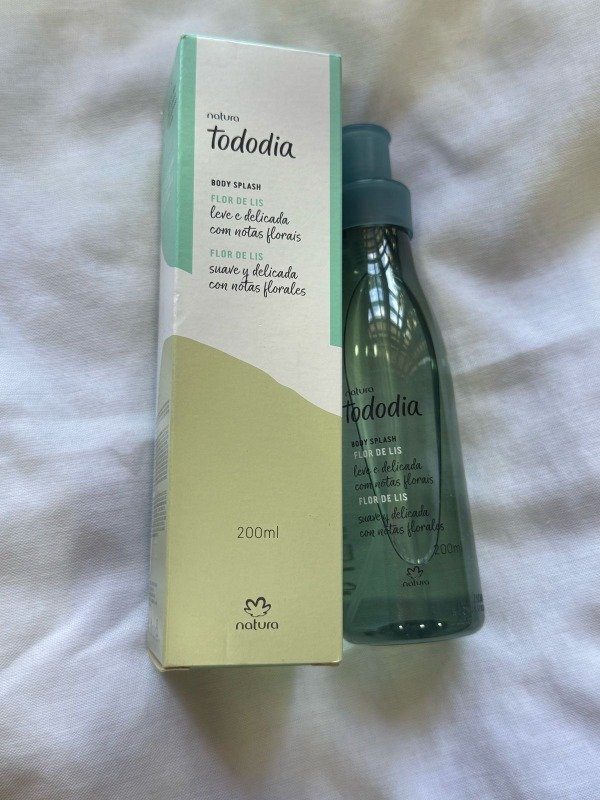 natura
Tododia
BODY SPLASH
FLOR DE LIS
leve e delicada
com notas florais
FLOR DE LIS
suave y delicada
con notas florales
200ml
natura
natura
Tododia
BODY SPLASH
FLOR DE LIS
leve e delicada
com notas florais
FLOR DE LIS
suave y delicada
con notas florales
200ml
natura